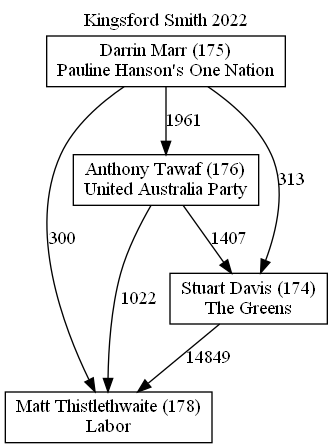 Kingsford Smith 2022
Darrin Marr (175)
Pauline Hanson's One Nation
1961
Anthony Tawaf (176)
United Australia Party
313
300
1407
1022
Stuart Davis (174)
The Greens
14849
Matt Thistlethwaite (178)
Labor